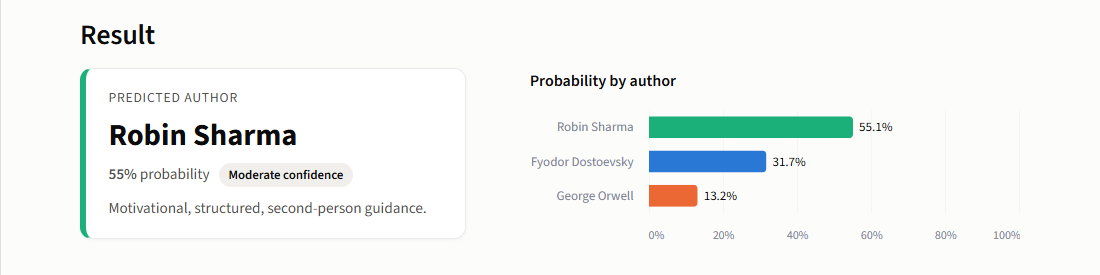 Result
PREDICTED AUTHOR
Robin Sharma
55% probability Moderate confidence
Motivational, structured, second-person guidance.
Probability by author
Robin Sharma 55.1%
Fyodor Dostoevsky 31.7%
George Orwell 13.2%
0% 20% 40% 60% 80% 100%